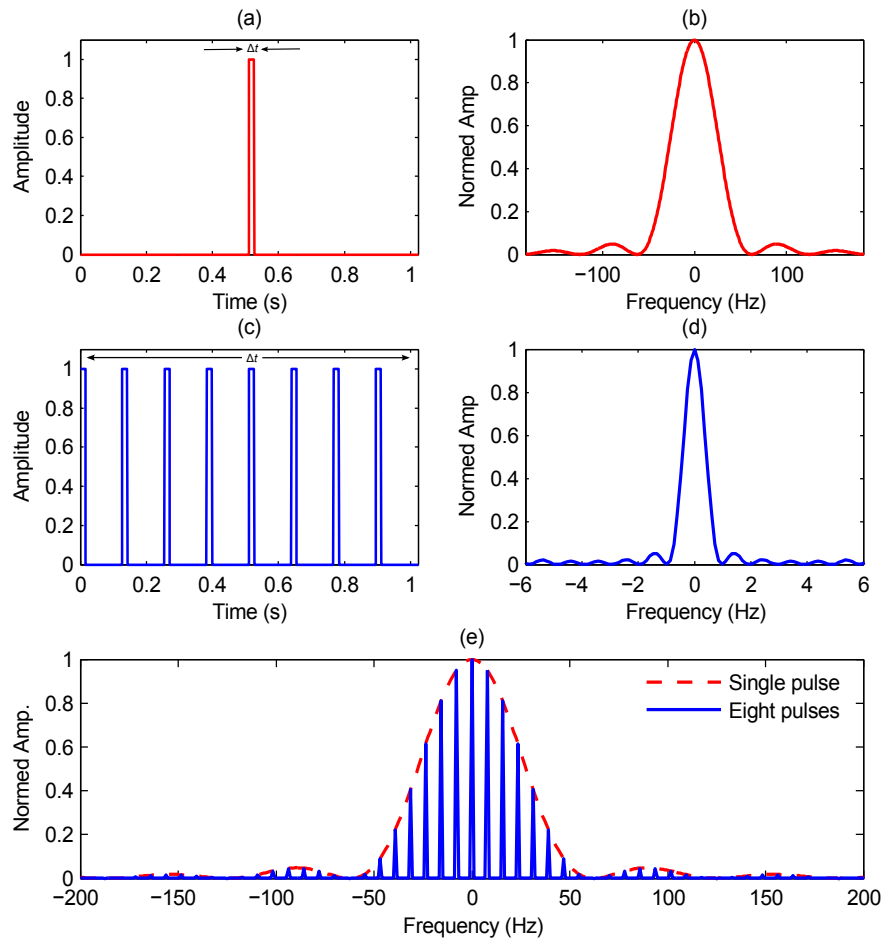 (a)
Δt
1
0.8
0.6
0.4
0.2
0
Amplitude
0 0.2 0.4 0.6 0.8 1
Time (s)
(b)
1
0.8
0.6
0.4
0.2
0
Normed Amp
−100 0 100
Frequency (Hz)
(c)
Δt
1
0.8
0.6
0.4
0.2
0
Amplitude
0 0.2 0.4 0.6 0.8 1
Time (s)
(d)
1
0.8
0.6
0.4
0.2
0
Normed Amp
−6 −4 −2 0 2 4 6
Frequency (Hz)
(e)
1
0.8
0.6
0.4
0.2
0
Normed Amp.
Single pulse
Eight pulses
−200 −150 −100 −50 0 50 100 150 200
Frequency (Hz)